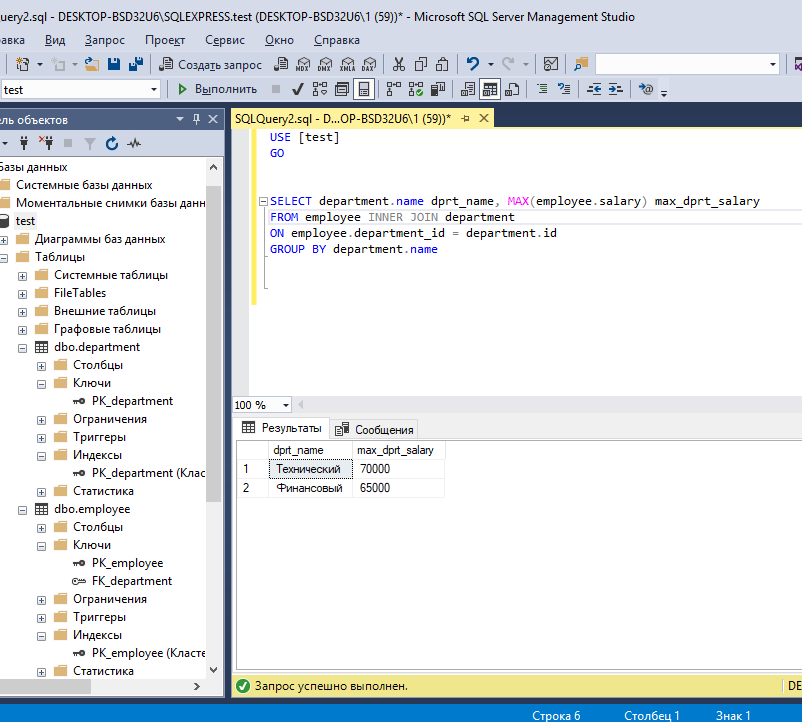 uery2.sql - DESKTOP-BSD32U6\SQLEXPRESS.test (DESKTOP-BSD32U6\1 (59))* - Microsoft SQL Server Management Studio
авка Вид Запрос Проект Сервис Окно Справка
Создать запрос MDX DMX XMLA DAX
test Выполнить
ель объектов
SQLQuery2.sql - D...OP-BSD32U6\1 (59))*
Базы данных
Системные базы данных
Моментальные снимки базы данн
test
Диаграммы баз данных
Таблицы
Системные таблицы
FileTables
Внешние таблицы
Графовые таблицы
dbo.department
Столбцы
Ключи
PK_department
Ограничения
Триггеры
Индексы
PK_department (Клас
Статистика
dbo.employee
Столбцы
Ключи
PK_employee
FK_department
Ограничения
Триггеры
Индексы
PK_employee (Класте
Статистика
USE [test]
GO
SELECT department.name dprt_name, MAX(employee.salary) max_dprt_salary
FROM employee INNER JOIN department
ON employee.department_id = department.id
GROUP BY department.name
100 %
Результаты Сообщения
dprt_name max_dprt_salary
1 Технический 70000
2 Финансовый 65000
Запрос успешно выполнен. DE
Строка 6 Столбец 1 Знак 1